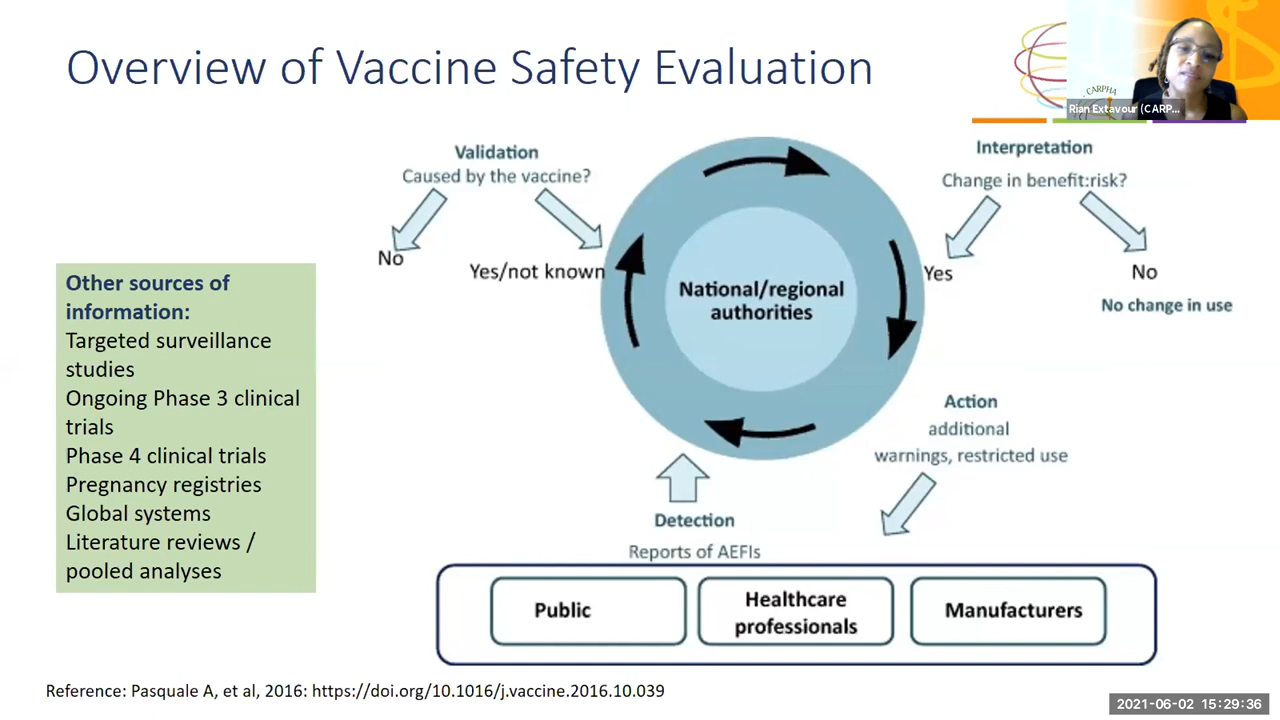 Overview of Vaccine Safety Evaluation
CARPHA
Rian Extavour (CARP...
Validation
Caused by the vaccine?
No
Yes/not known
Interpretation
Change in benefit:risk?
Yes
No
No change in use
National/regional
authorities
Other sources of
information:
Targeted surveillance
studies
Ongoing Phase 3 clinical
trials
Phase 4 clinical trials
Pregnancy registries
Global systems
Literature reviews /
pooled analyses
Action
additional
warnings, restricted use
Detection
Reports of AEFIs
Public
Healthcare
professionals
Manufacturers
Reference: Pasquale A, et al, 2016: https://doi.org/10.1016/j.vaccine.2016.10.039
2021-06-02 15:29:36